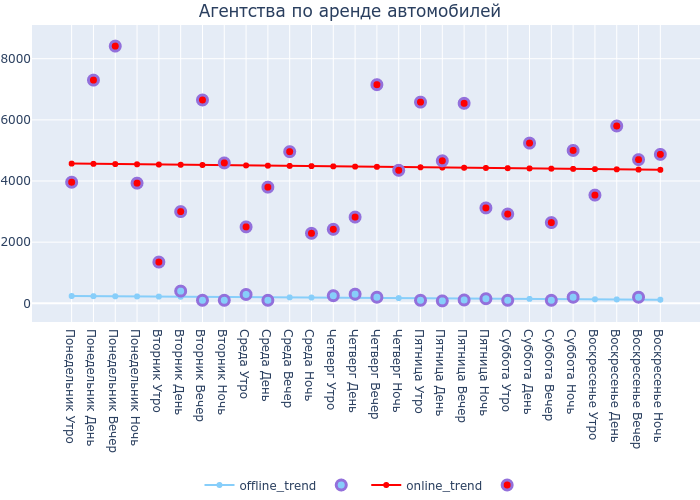 Агентства по аренде автомобилей
8000
6000
4000
2000
0
Понедельник Утро
Понедельник День
Понедельник Вечер
Понедельник Ночь
Вторник Утро
Вторник День
Вторник Вечер
Вторник Ночь
Среда Утро
Среда День
Среда Вечер
Среда Ночь
Четверг Утро
Четверг День
Четверг Вечер
Четверг Ночь
Пятница Утро
Пятница День
Пятница Вечер
Пятница Ночь
Суббота Утро
Суббота День
Суббота Вечер
Суббота Ночь
Воскресенье Утро
Воскресенье День
Воскресенье Вечер
Воскресенье Ночь
offline_trend
online_trend